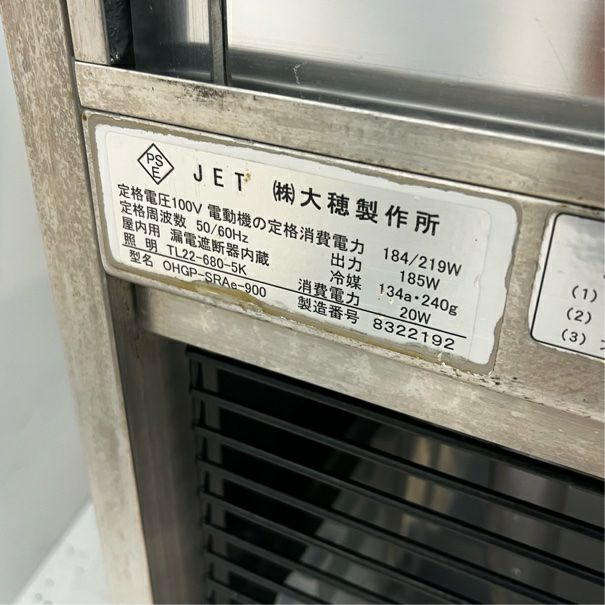 PS
E
JET
㈱大穂製作所
定格電圧100V 電動機の定格消費電力 184/219W
定格周波数 50/60Hz 出力 185W
屋内用 漏電遮断器内蔵 冷媒 134a・240g
照明 TL22-680-5K 消費電力 20W
型名 OHGP-SRAe-900 製造番号 8322192
(1)
(2)
(3)